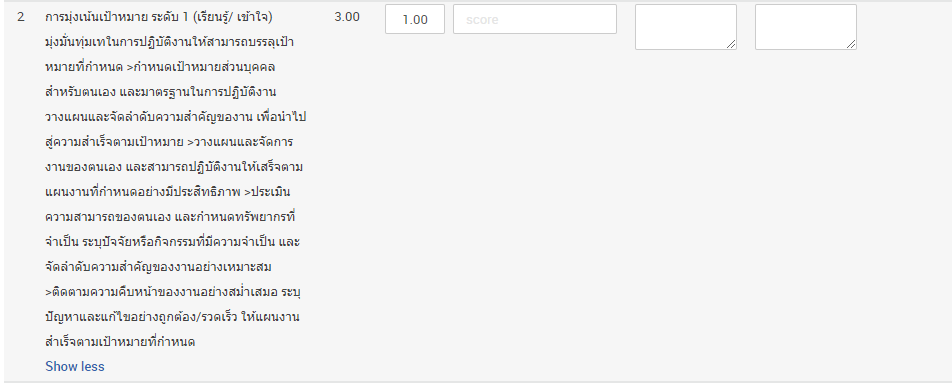 2 การมุ่งเน้นเป้าหมาย ระดับ 1 (เรียนรู้/ เข้าใจ) 3.00 1.00 score
มุ่งมั่นทุ่มเทในการปฏิบัติงานให้สามารถบรรลุเป้า
หมายที่กำหนด >กำหนดเป้าหมายส่วนบุคคล
สำหรับตนเอง และมาตรฐานในการปฏิบัติงาน
วางแผนและจัดลำดับความสำคัญของงาน เพื่อนำไป
สู่ความสำเร็จตามเป้าหมาย >วางแผนและจัดการ
งานของตนเอง และสามารถปฏิบัติงานให้เสร็จตาม
แผนงานที่กำหนดอย่างมีประสิทธิภาพ >ประเมิน
ความสามารถของตนเอง และกำหนดทรัพยากรที่
จำเป็น ระบุปัจจัยหรือกิจกรรมที่มีความจำเป็น และ
จัดลำดับความสำคัญของงานอย่างเหมาะสม
>ติดตามความคืบหน้าของงานอย่างสม่ำเสมอ ระบุ
ปัญหาและแก้ไขอย่างถูกต้อง/รวดเร็ว ให้แผนงาน
สำเร็จตามเป้าหมายที่กำหนด
Show less